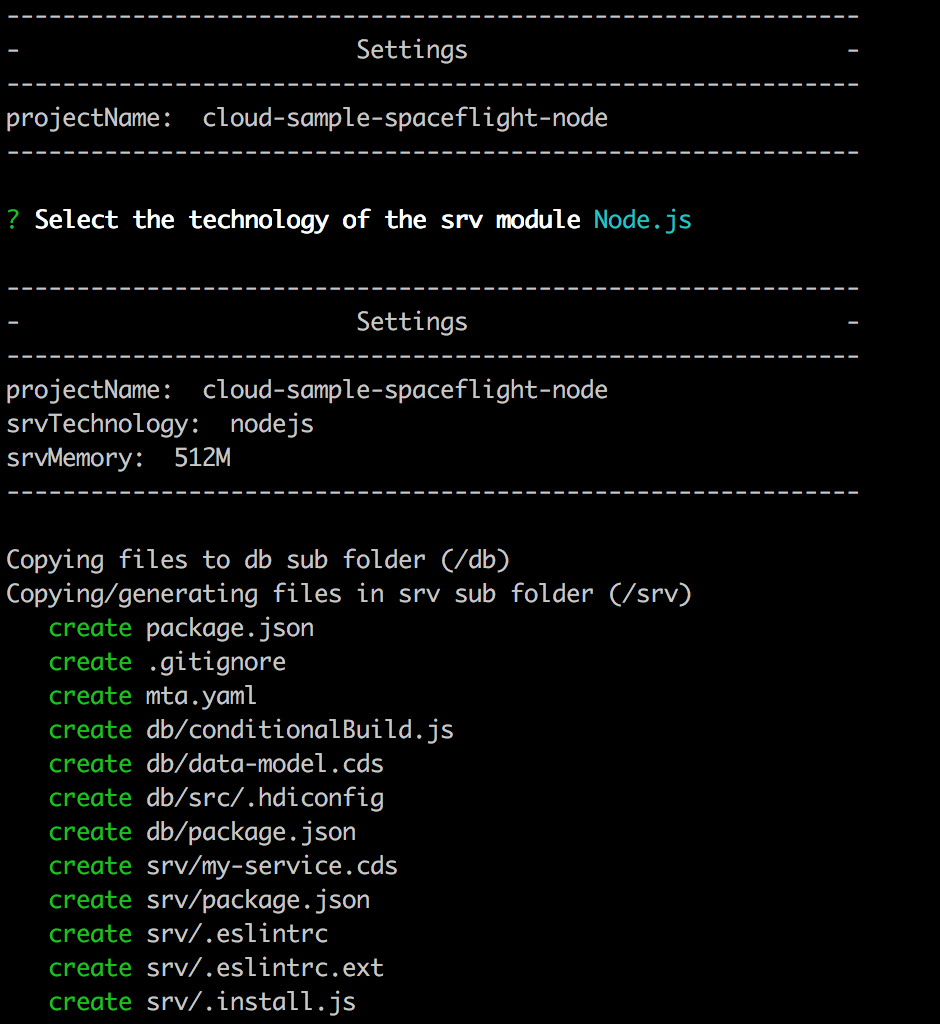 -------------------------------------------------------------
-                        Settings                           -
-------------------------------------------------------------
projectName:  cloud-sample-spaceflight-node
-------------------------------------------------------------
? Select the technology of the srv module Node.js
-------------------------------------------------------------
-                        Settings                           -
-------------------------------------------------------------
projectName:  cloud-sample-spaceflight-node
srvTechnology:  nodejs
srvMemory:  512M
-------------------------------------------------------------
Copying files to db sub folder (/db)
Copying/generating files in srv sub folder (/srv)
   create package.json
   create .gitignore
   create mta.yaml
   create db/conditionalBuild.js
   create db/data-model.cds
   create db/src/.hdiconfig
   create db/package.json
   create srv/my-service.cds
   create srv/package.json
   create srv/.eslintrc
   create srv/.eslintrc.ext
   create srv/.install.js